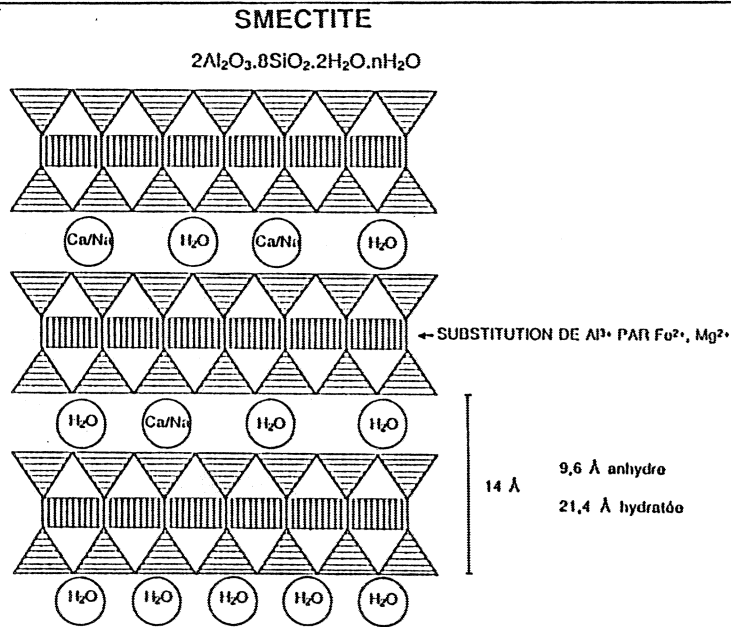 SMECTITE
2Al₂O₃.8SiO₂.2H₂O.nH₂O
Ca/Na H₂O Ca/Na H₂O
←SUBSTITUTION DE Al³⁺ PAR Fe²⁺, Mg²⁺
H₂O Ca/Na H₂O H₂O
14 Å
9,6 Å anhydre
21,4 Å hydratée
H₂O H₂O H₂O H₂O H₂O